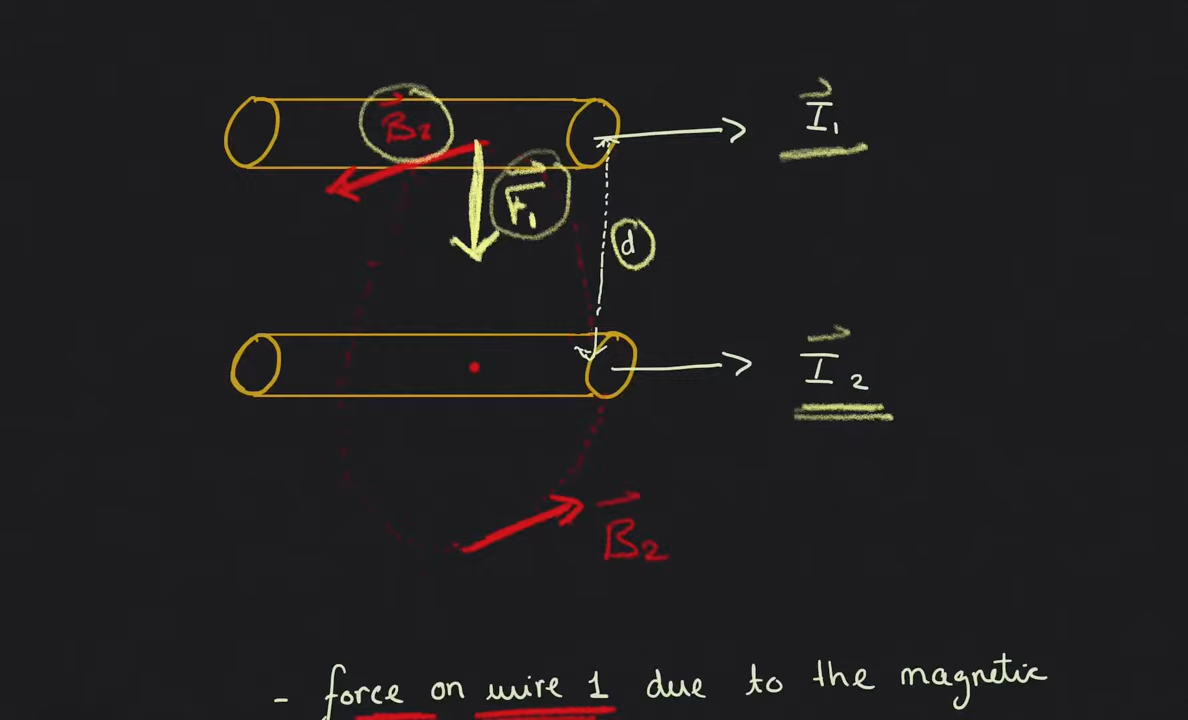 B₂
I₁
F₁
d
I₂
B₂
- force on wire 1 due to the magnetic